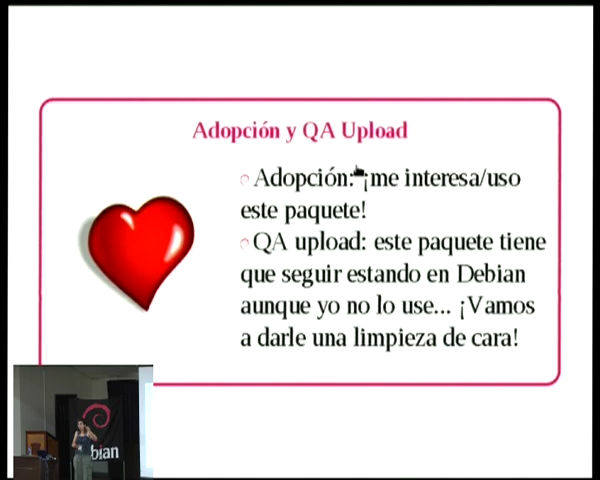 Adopción y QA Upload
Adopción: ¡me interesa/uso
este paquete!
QA upload: este paquete tiene
que seguir estando en Debian
aunque yo no lo use... ¡Vamos
a darle una limpieza de cara!
bian